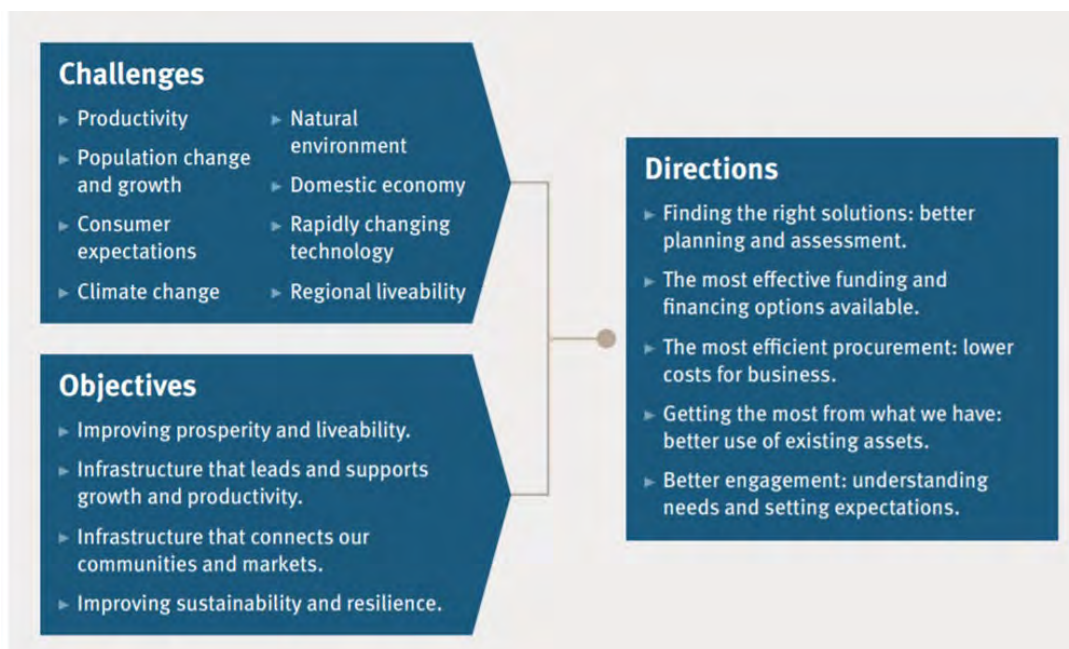 Challenges
▸ Productivity
▸ Population change
and growth
▸ Consumer
expectations
▸ Climate change
▸ Natural
environment
▸ Domestic economy
▸ Rapidly changing
technology
▸ Regional liveability
Objectives
▸ Improving prosperity and liveability.
▸ Infrastructure that leads and supports
growth and productivity.
▸ Infrastructure that connects our
communities and markets.
▸ Improving sustainability and resilience.
Directions
▸ Finding the right solutions: better
planning and assessment.
▸ The most effective funding and
financing options available.
▸ The most efficient procurement: lower
costs for business.
▸ Getting the most from what we have:
better use of existing assets.
▸ Better engagement: understanding
needs and setting expectations.